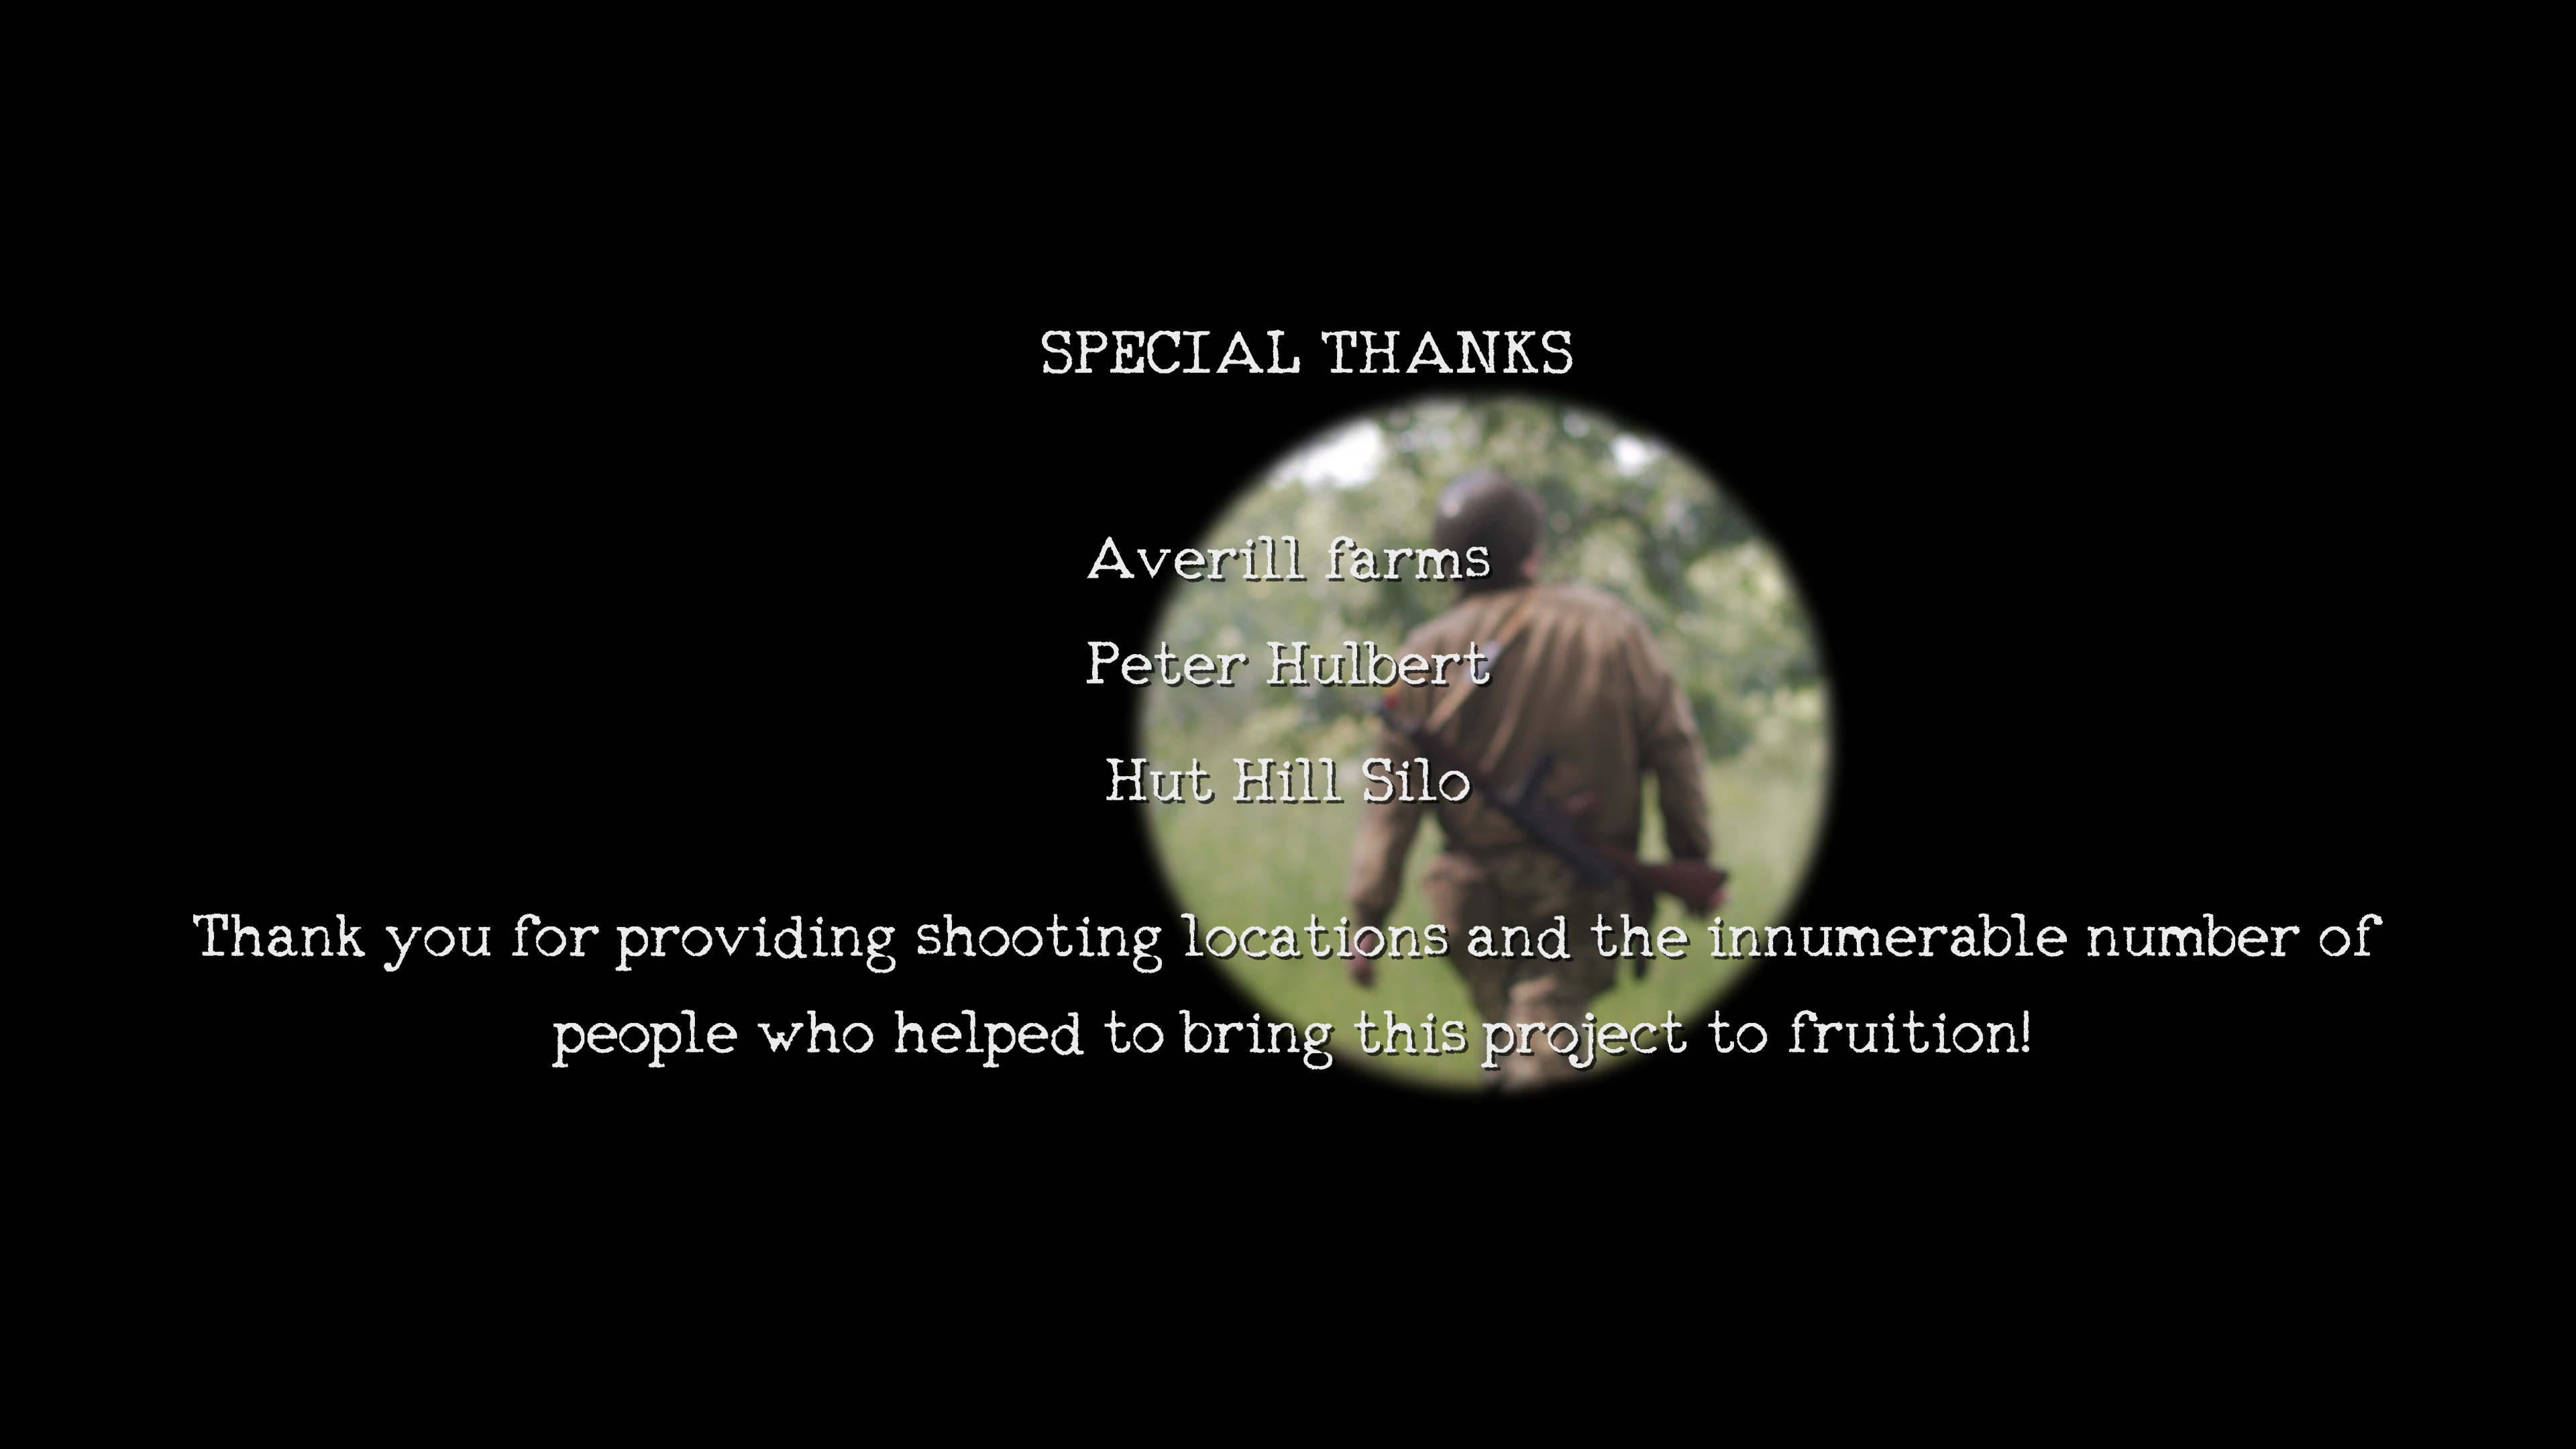 SPECIAL THANKS
Averill farms
Peter Hulbert
Hut Hill Silo
Thank you for providing shooting locations and the innumerable number of
people who helped to bring this project to fruition!